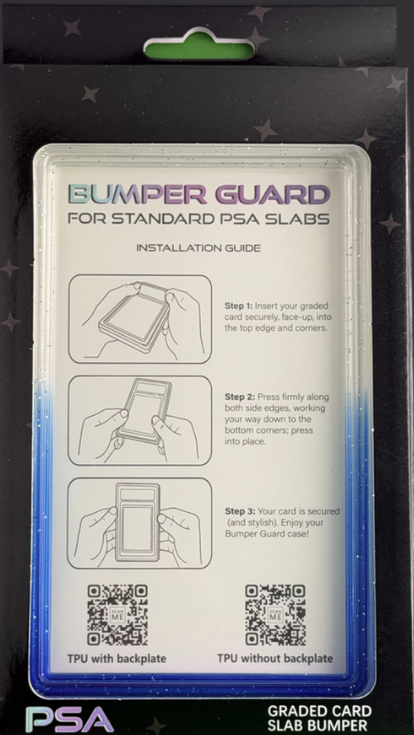 BUMPER GUARD
FOR STANDARD PSA SLABS
INSTALLATION GUIDE
Step 1: Insert your graded
card securely, face-up, into
the top edge and corners.
Step 2: Press firmly along
both side edges, working
your way down to the
bottom corners; press
into place.
Step 3: Your card is secured
(and stylish). Enjoy your
Bumper Guard case!
SCAN
ME
SCAN
ME
TPU with backplate
TPU without backplate
PSA
GRADED CARD
SLAB BUMPER